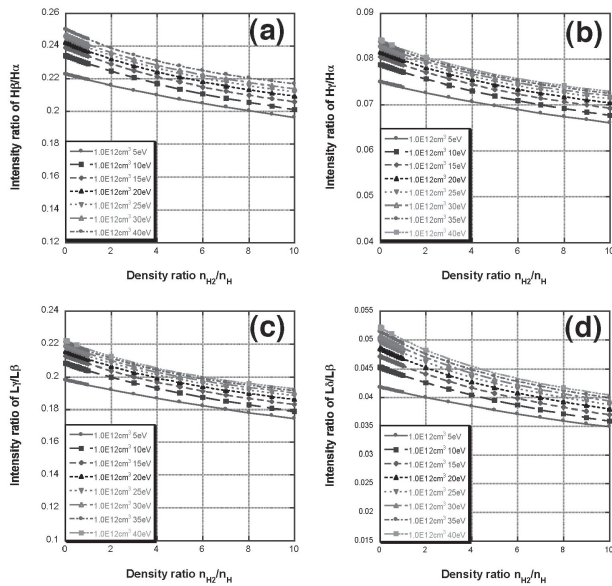 (a)
Intensity ratio of Hβ/Hα
0.26
0.24
0.22
0.2
0.18
0.16
0.14
0.12
1.0E12cm³ 5eV
1.0E12cm³ 10eV
1.0E12cm³ 15eV
1.0E12cm³ 20eV
1.0E12cm³ 25eV
1.0E12cm³ 30eV
1.0E12cm³ 40eV
0 2 4 6 8 10
Density ratio nH2/nH
(b)
Intensity ratio of Hγ/Hα
0.09
0.08
0.07
0.06
0.05
0.04
1.0E12cm³ 5eV
1.0E12cm³ 10eV
1.0E12cm³ 15eV
1.0E12cm³ 20eV
1.0E12cm³ 25eV
1.0E12cm³ 30eV
1.0E12cm³ 35eV
1.0E12cm³ 40eV
0 2 4 6 8 10
Density ratio nH2/nH
(c)
Intensity ratio of Lγ/Lβ
0.22
0.2
0.18
0.16
0.14
0.12
0.1
1.0E12cm³ 5eV
1.0E12cm³ 10eV
1.0E12cm³ 15eV
1.0E12cm³ 20eV
1.0E12cm³ 25eV
1.0E12cm³ 30eV
1.0E12cm³ 35eV
1.0E12cm³ 40eV
0 2 4 6 8 10
Density ratio nH2/nH
(d)
Intensity ratio of Lδ/Lβ
0.055
0.05
0.045
0.04
0.035
0.03
0.025
0.02
0.015
1.0E12cm³ 5eV
1.0E12cm³ 10eV
1.0E12cm³ 15eV
1.0E12cm³ 20eV
1.0E12cm³ 25eV
1.0E12cm³ 30eV
1.0E12cm³ 35eV
1.0E12cm³ 40eV
0 2 4 6 8 10
Density ratio nH2/nH